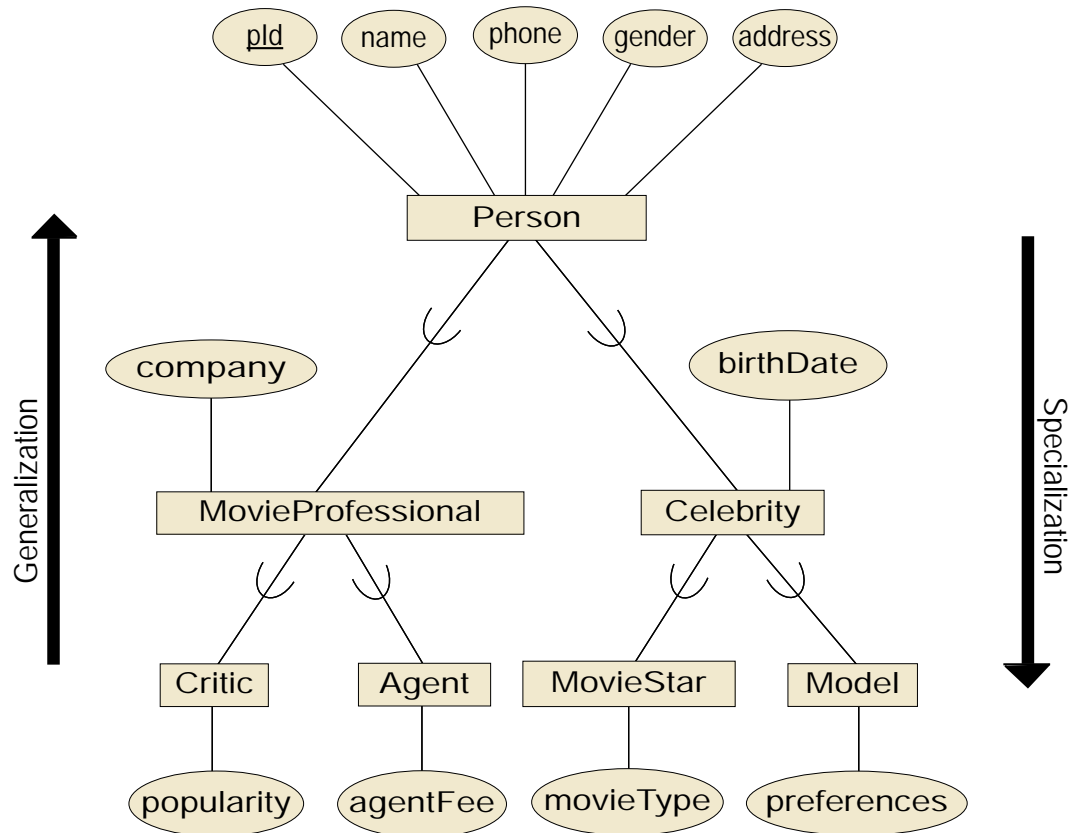 pId
name
phone
gender
address
Person
company
birthDate
Generalization
Specialization
MovieProfessional
Celebrity
Critic
Agent
MovieStar
Model
popularity
agentFee
movieType
preferences